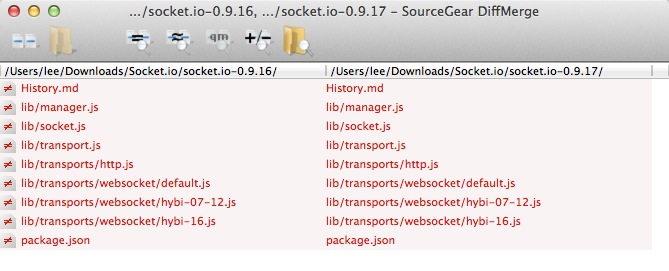 .../socket.io-0.9.16, .../socket.io-0.9.17 – SourceGear DiffMerge
= ≈ qm +/–
/Users/lee/Downloads/Socket.io/socket.io-0.9.16/ /Users/lee/Downloads/Socket.io/socket.io-0.9.17/
≠ History.md History.md
≠ lib/manager.js lib/manager.js
≠ lib/socket.js lib/socket.js
≠ lib/transport.js lib/transport.js
≠ lib/transports/http.js lib/transports/http.js
≠ lib/transports/websocket/default.js lib/transports/websocket/default.js
≠ lib/transports/websocket/hybi-07-12.js lib/transports/websocket/hybi-07-12.js
≠ lib/transports/websocket/hybi-16.js lib/transports/websocket/hybi-16.js
≠ package.json package.json